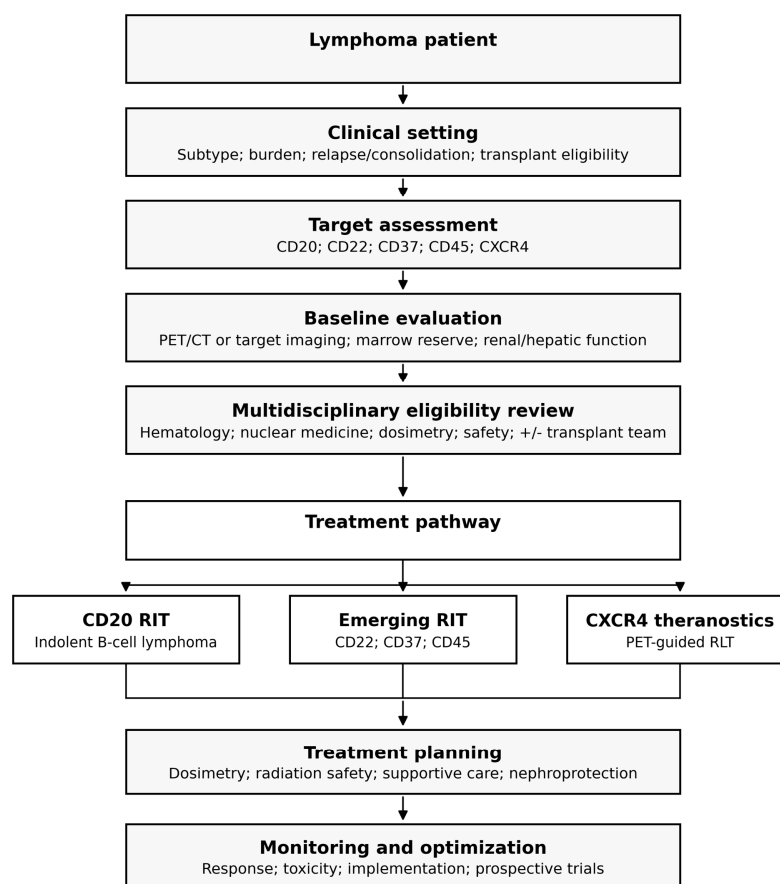 Lymphoma patient
Clinical setting
Subtype; burden; relapse/consolidation; transplant eligibility
Target assessment
CD20; CD22; CD37; CD45; CXCR4
Baseline evaluation
PET/CT or target imaging; marrow reserve; renal/hepatic function
Multidisciplinary eligibility review
Hematology; nuclear medicine; dosimetry; safety; +/- transplant team
Treatment pathway
CD20 RIT
Indolent B-cell lymphoma
Emerging RIT
CD22; CD37; CD45
CXCR4 theranostics
PET-guided RLT
Treatment planning
Dosimetry; radiation safety; supportive care; nephroprotection
Monitoring and optimization
Response; toxicity; implementation; prospective trials